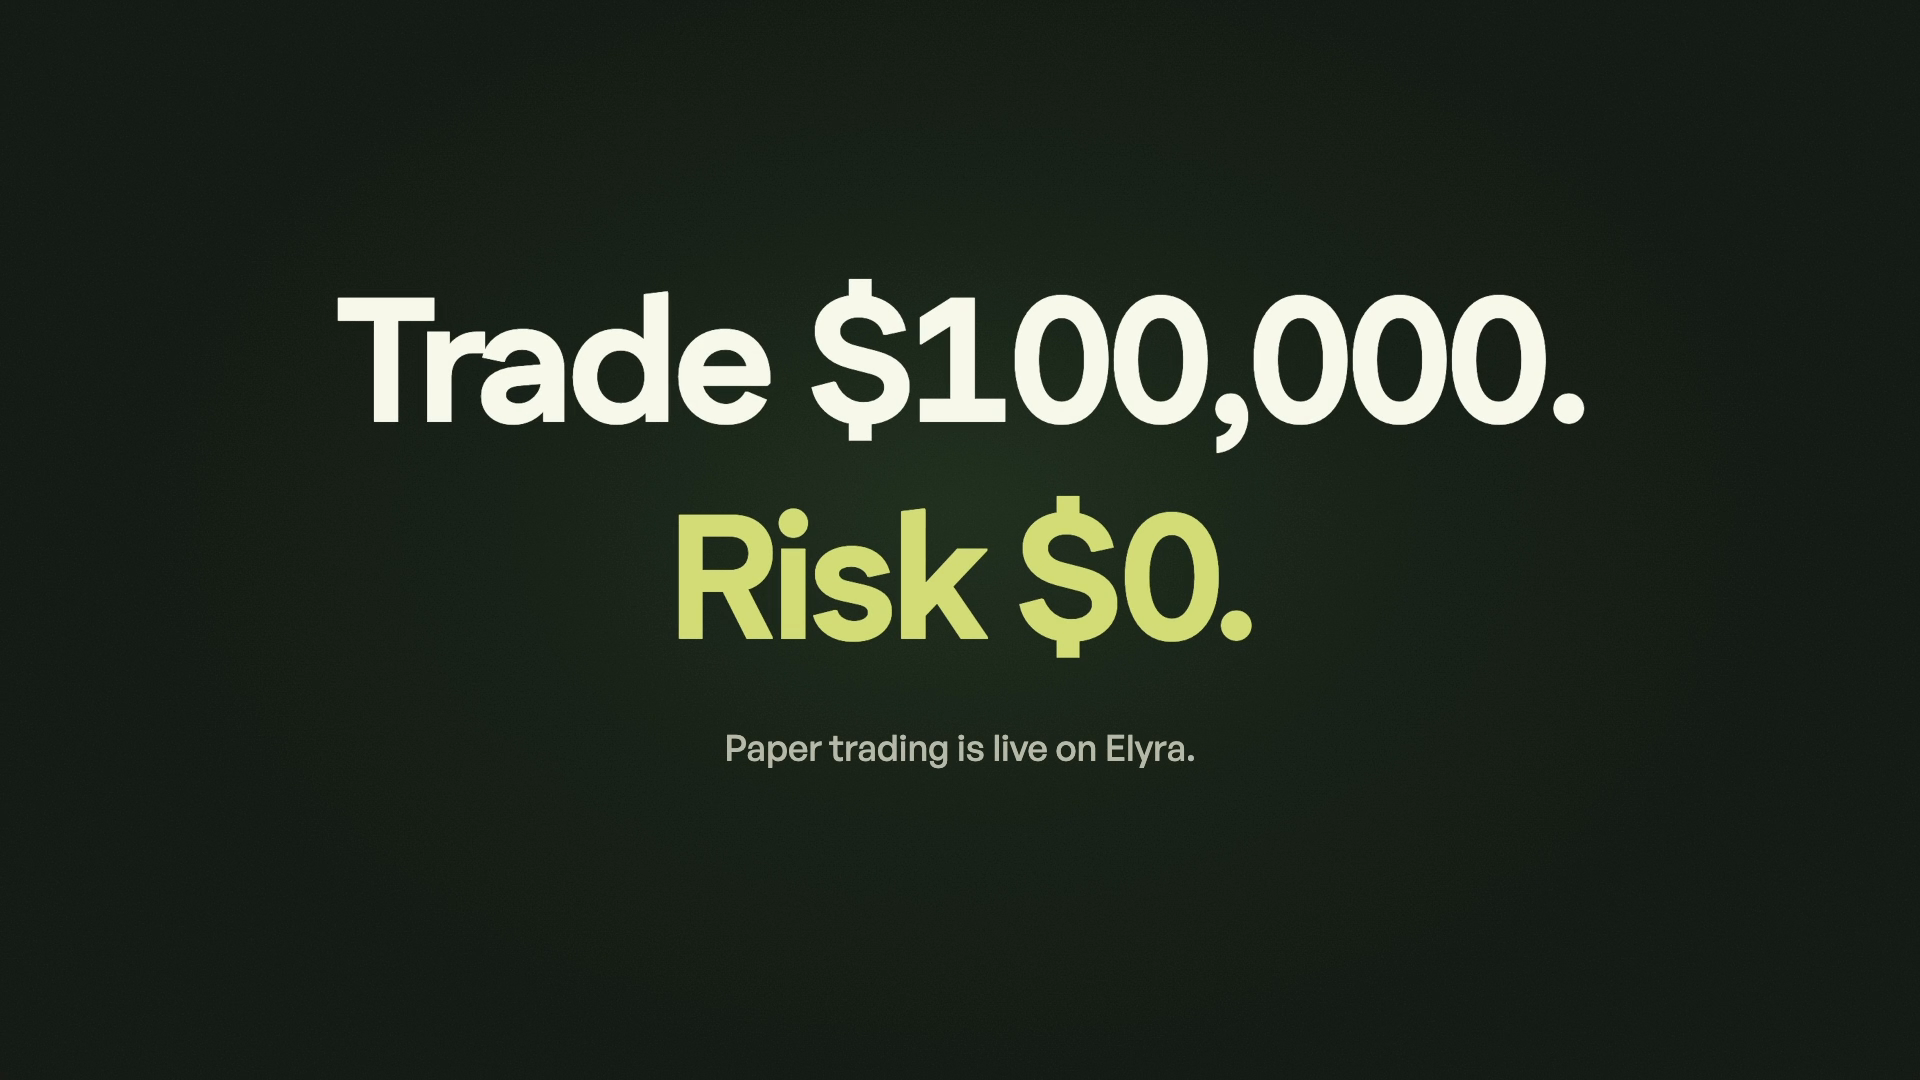 Trade $100,000.
Risk $0.
Paper trading is live on Elyra.